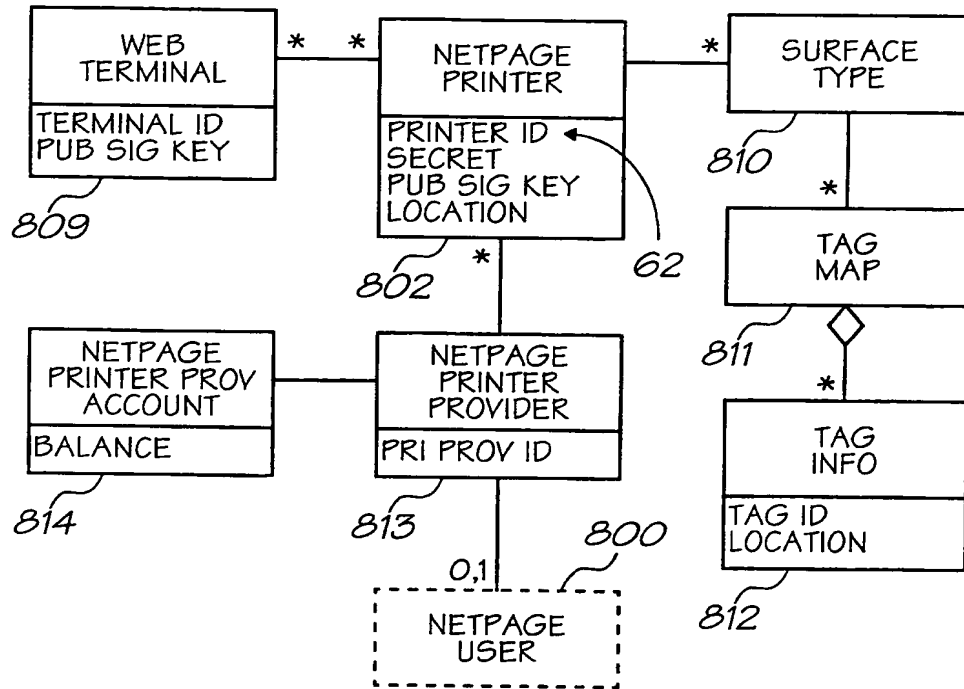 WEB
TERMINAL
TERMINAL ID
PUB SIG KEY
809
*
*
NETPAGE
PRINTER
PRINTER ID
SECRET
PUB SIG KEY
LOCATION
802
62
*
*
SURFACE
TYPE
810
*
TAG
MAP
811
*
TAG
INFO
TAG ID
LOCATION
812
NETPAGE
PRINTER PROV
ACCOUNT
BALANCE
814
NETPAGE
PRINTER
PROVIDER
PRI PROV ID
813
0,1
800
NETPAGE
USER